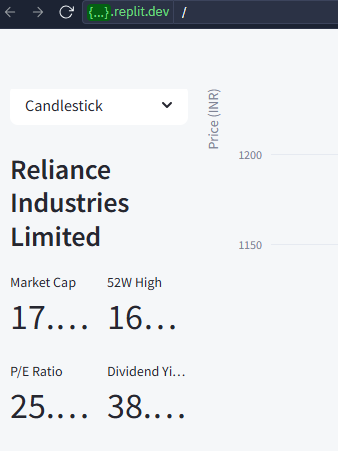 {...}.replit.dev /
Candlestick
Price (INR)
1200
Reliance
Industries
Limited
1150
Market Cap 52W High
17.... 16...
P/E Ratio Dividend Yi...
25.... 38....